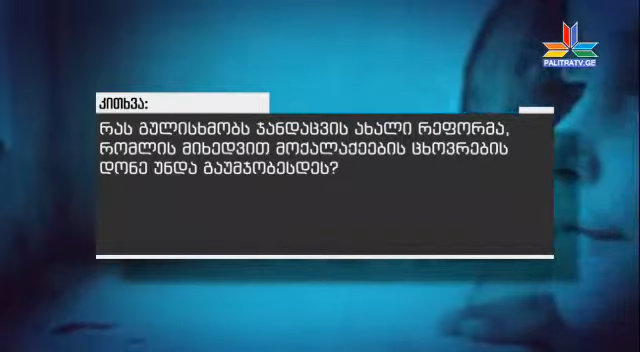 PALITRATV.GE
კითხვა:
რას გულისხმობს ჯანდაცვის ახალი რეფორმა,
რომლის მიხედვით მოქალაქეების ცხოვრების
დონე უნდა გაუმჯობესდეს?